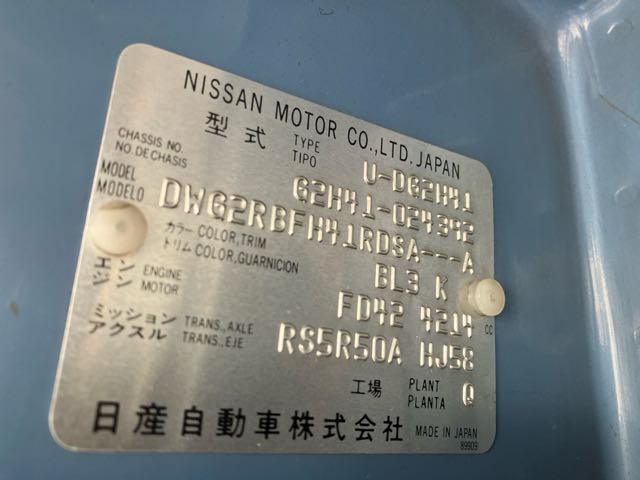 NISSAN MOTOR CO.,LTD. JAPAN
型式 TYPE TIPO U-DG2H41
CHASSIS NO. NO DE CHASIS G2H41-024342
MODEL MODELO DWG2RBFH41RDSA---A
カラー トリム COLOR,TRIM COLOR,GUARNICION BL3 K
エンジン ENGINE MOTOR FD42 4214 CC
ミッション アクスル TRANS.,AXLE TRANS.,EJE RS5R50A HJ58
工場 PLANT PLANTA Q
日産自動車株式会社 MADE IN JAPAN
89909